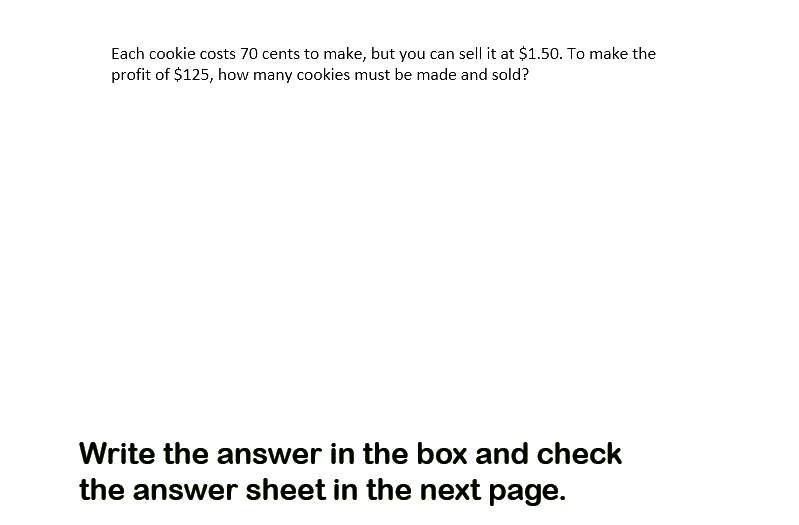 Each cookie costs 70 cents to make, but you can sell it at $1.50. To make the
profit of $125, how many cookies must be made and sold?
Write the answer in the box and check
the answer sheet in the next page.